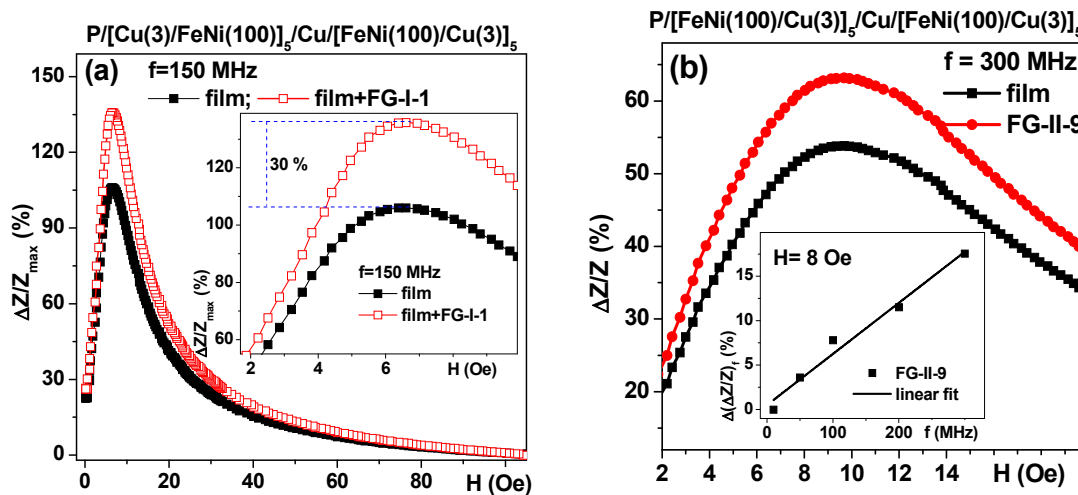 P/[Cu(3)/FeNi(100)]5/Cu/[FeNi(100)/Cu(3)]5
(a)
f=150 MHz
film; film+FG-I-1
ΔZ/Zmax (%)
150
120
90
60
30
0
0 20 40 60 80
H (Oe)
30 %
ΔZ/Zmax (%)
140
120
100
80
60
f=150 MHz
film
film+FG-I-1
2 4 6
H (Oe)
P/[FeNi(100)/Cu(3)]5/Cu/[FeNi(100)/Cu(3)]5
(b)
f = 300 MHz
film
FG-II-9
ΔZ/Z (%)
60
50
40
30
20
2 4 6 8 10 12 14
H (Oe)
H= 8 Oe
Δ(ΔZ/Z)f (%)
15
10
5
0
FG-II-9
linear fit
0 100 200 f (MHz)